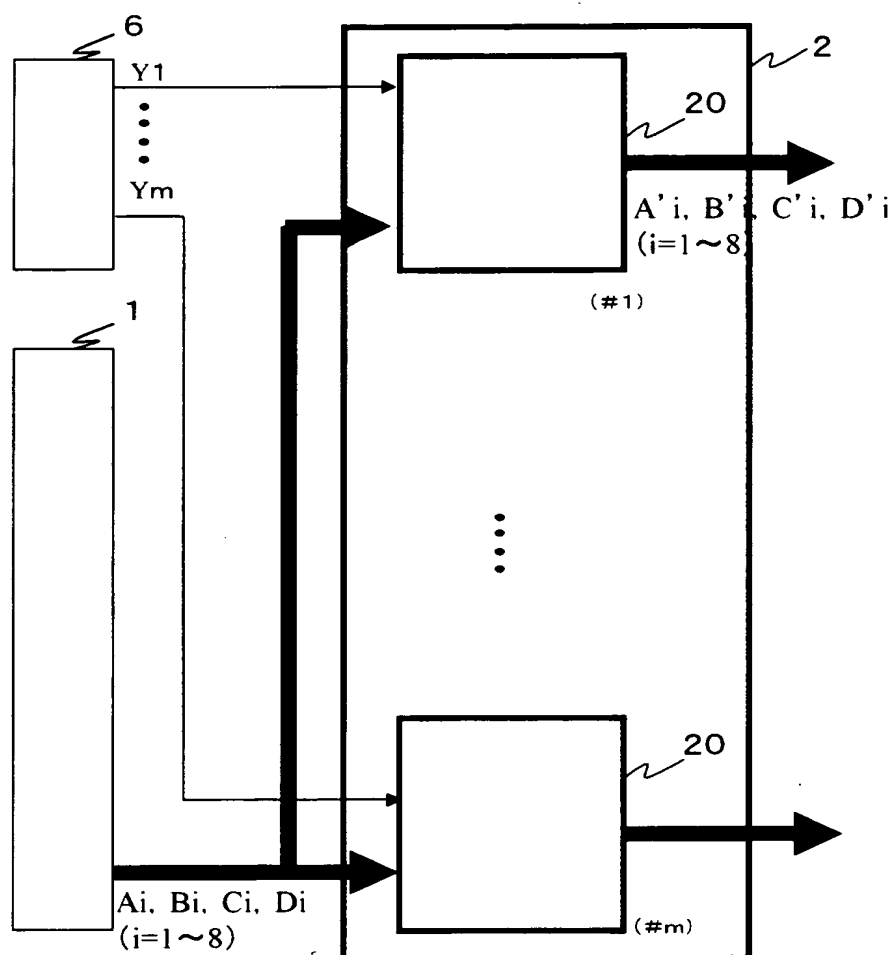 6
2
Y1
20
Ym
A'i, B'i, C'i, D'i
(i=1～8)
(#1)
1
20
Ai, Bi, Ci, Di
(i=1～8)
(#m)